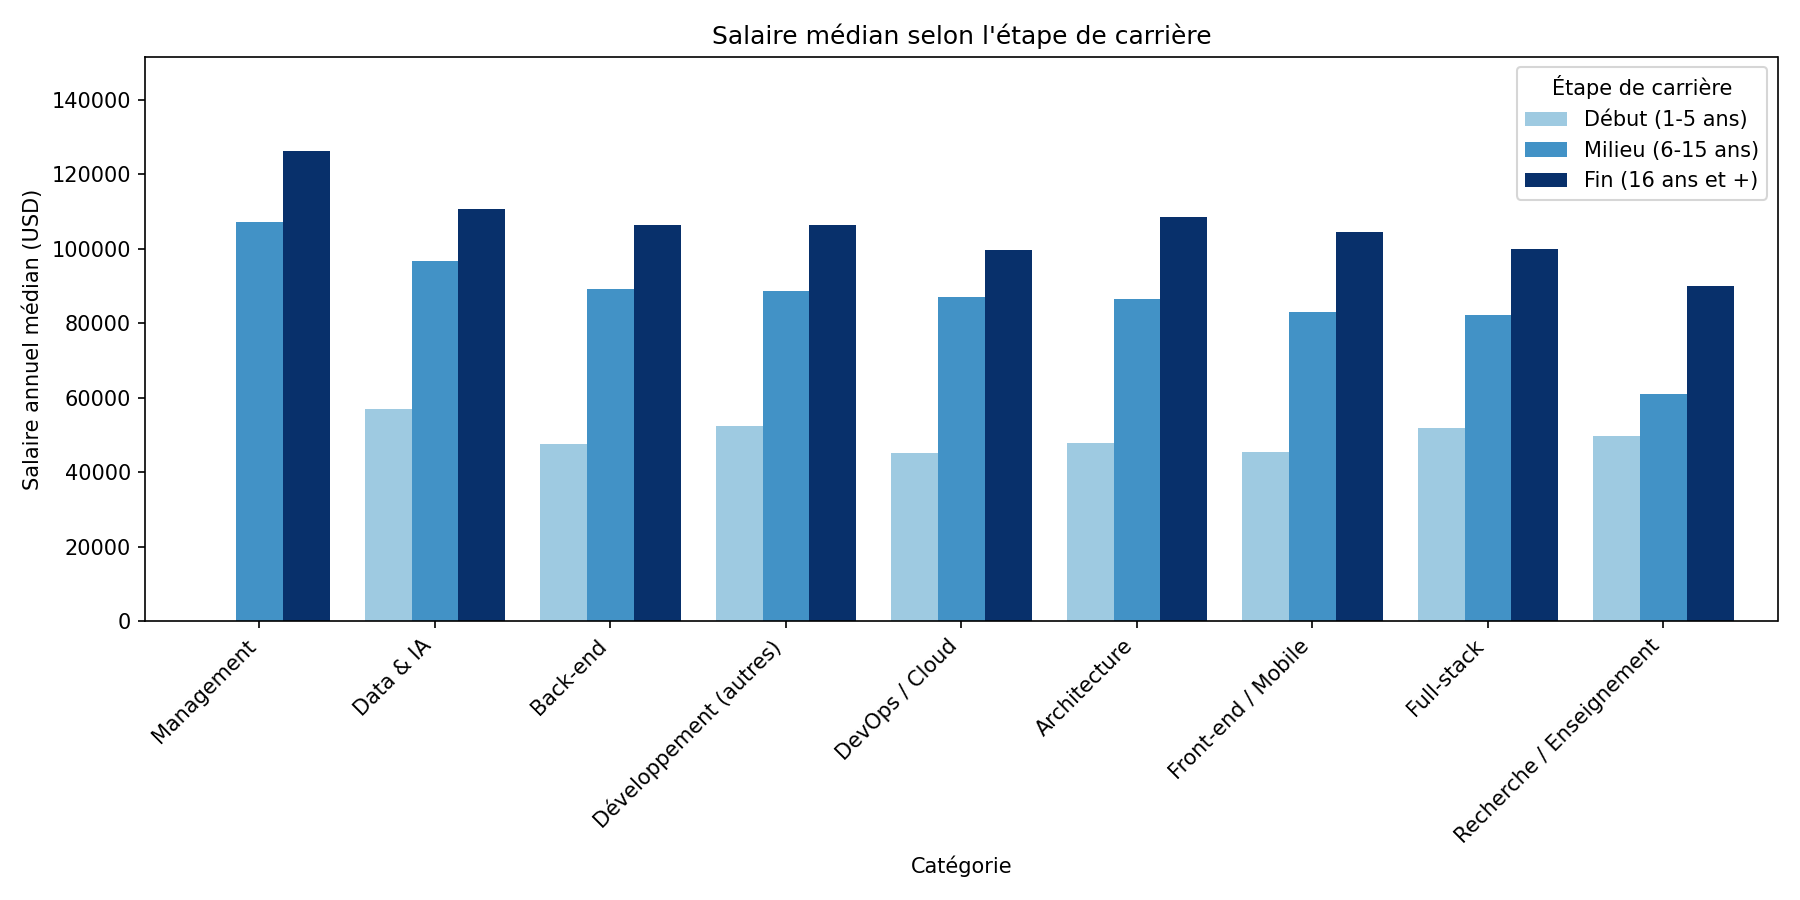 Salaire médian selon l'étape de carrière
Étape de carrière
Début (1-5 ans)
Milieu (6-15 ans)
Fin (16 ans et +)
Salaire annuel médian (USD)
140000
120000
100000
80000
60000
40000
20000
0
Management
Data & IA
Back-end
Développement (autres)
DevOps / Cloud
Architecture
Front-end / Mobile
Full-stack
Recherche / Enseignement
Catégorie